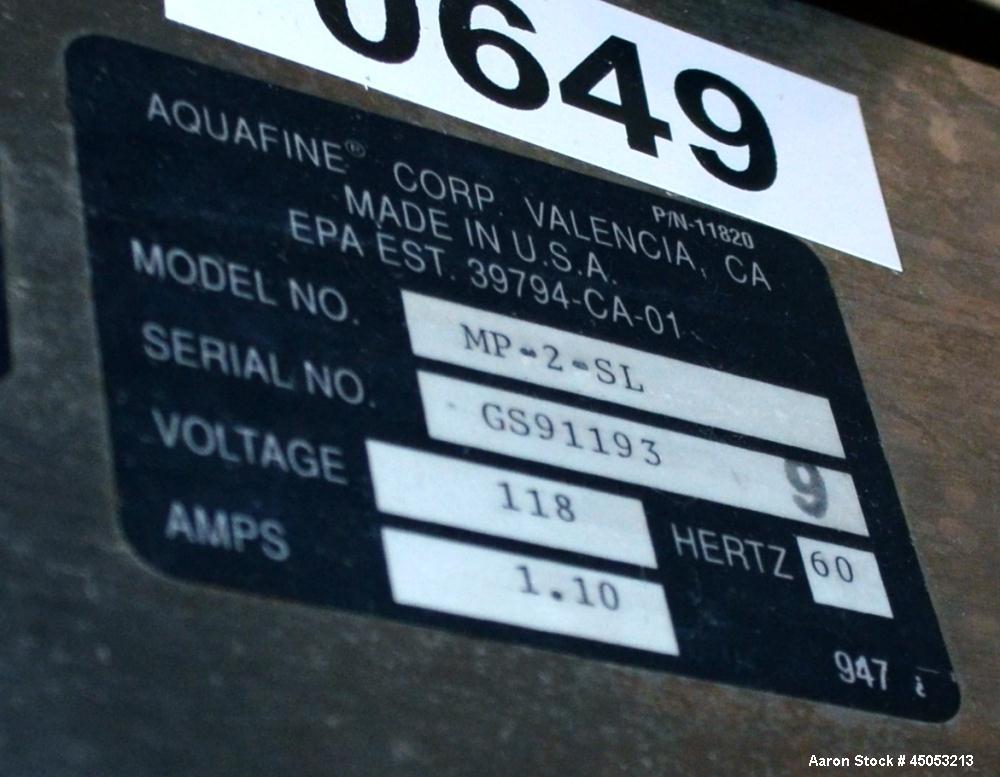 0649
P/N-11820
AQUAFINE® CORP. VALENCIA, CA
MADE IN U.S.A.
EPA EST. 39794-CA-01
MODEL NO. MP-2-SL
SERIAL NO. GS91193 9
VOLTAGE 118 HERTZ 60
AMPS 1.10
947
Aaron Stock # 45053213